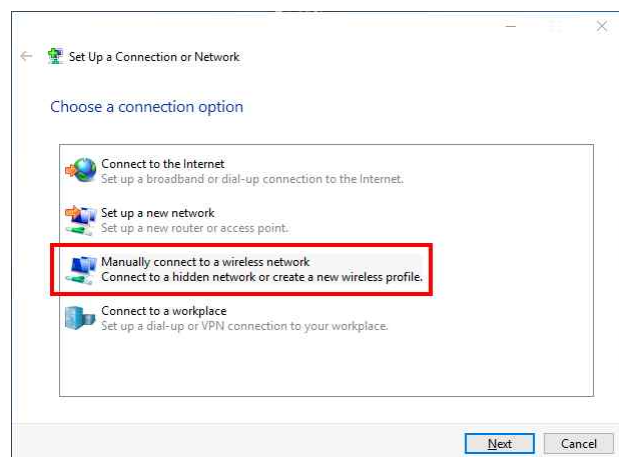 Set Up a Connection or Network
Choose a connection option
Connect to the Internet
Set up a broadband or dial-up connection to the Internet.
Set up a new network
Set up a new router or access point.
Manually connect to a wireless network
Connect to a hidden network or create a new wireless profile.
Connect to a workplace
Set up a dial-up or VPN connection to your workplace.
Next Cancel